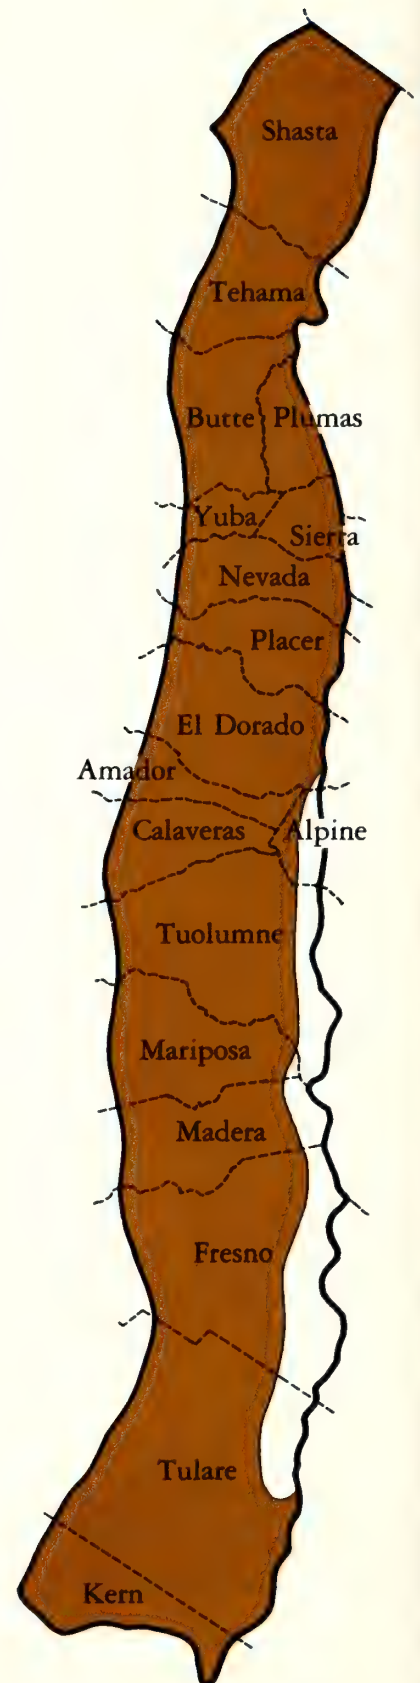 Shasta
Tehama
Butte Plumas
Yuba
Sierra
Nevada
Placer
El Dorado
Amador
Calaveras Alpine
Tuolumne
Mariposa
Madera
Fresno
Tulare
Kern